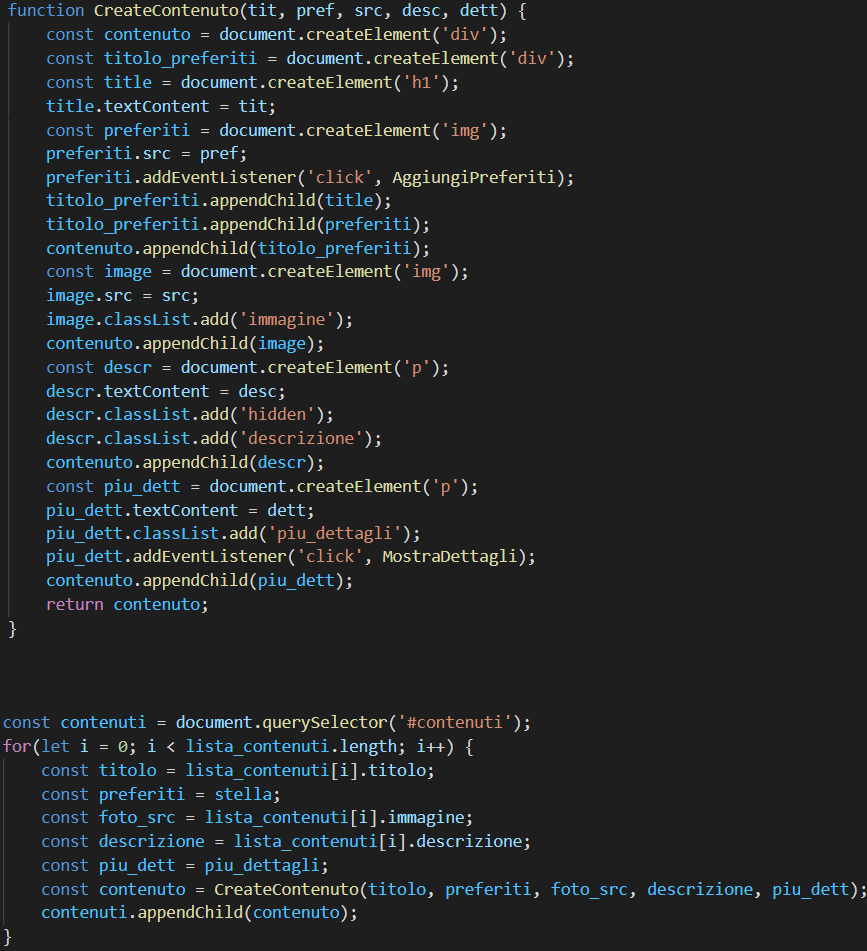 function CreateContenuto(tit, pref, src, desc, dett) {
    const contenuto = document.createElement('div');
    const titolo_preferiti = document.createElement('div');
    const title = document.createElement('h1');
    title.textContent = tit;
    const preferiti = document.createElement('img');
    preferiti.src = pref;
    preferiti.addEventListener('click', AggiungiPreferiti);
    titolo_preferiti.appendChild(title);
    titolo_preferiti.appendChild(preferiti);
    contenuto.appendChild(titolo_preferiti);
    const image = document.createElement('img');
    image.src = src;
    image.classList.add('immagine');
    contenuto.appendChild(image);
    const descr = document.createElement('p');
    descr.textContent = desc;
    descr.classList.add('hidden');
    descr.classList.add('descrizione');
    contenuto.appendChild(descr);
    const piu_dett = document.createElement('p');
    piu_dett.textContent = dett;
    piu_dett.classList.add('piu_dettagli');
    piu_dett.addEventListener('click', MostraDettagli);
    contenuto.appendChild(piu_dett);
    return contenuto;
}
const contenuti = document.querySelector('#contenuti');
for(let i = 0; i < lista_contenuti.length; i++) {
    const titolo = lista_contenuti[i].titolo;
    const preferiti = stella;
    const foto_src = lista_contenuti[i].immagine;
    const descrizione = lista_contenuti[i].descrizione;
    const piu_dett = piu_dettagli;
    const contenuto = CreateContenuto(titolo, preferiti, foto_src, descrizione, piu_dett);
    contenuti.appendChild(contenuto);
}